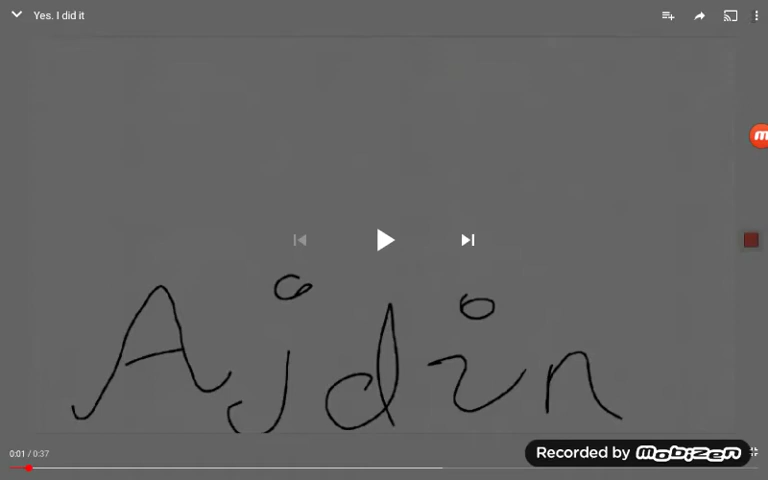 Yes. I did it
Ajdin
0:01 / 0:37
Recorded by mobizen